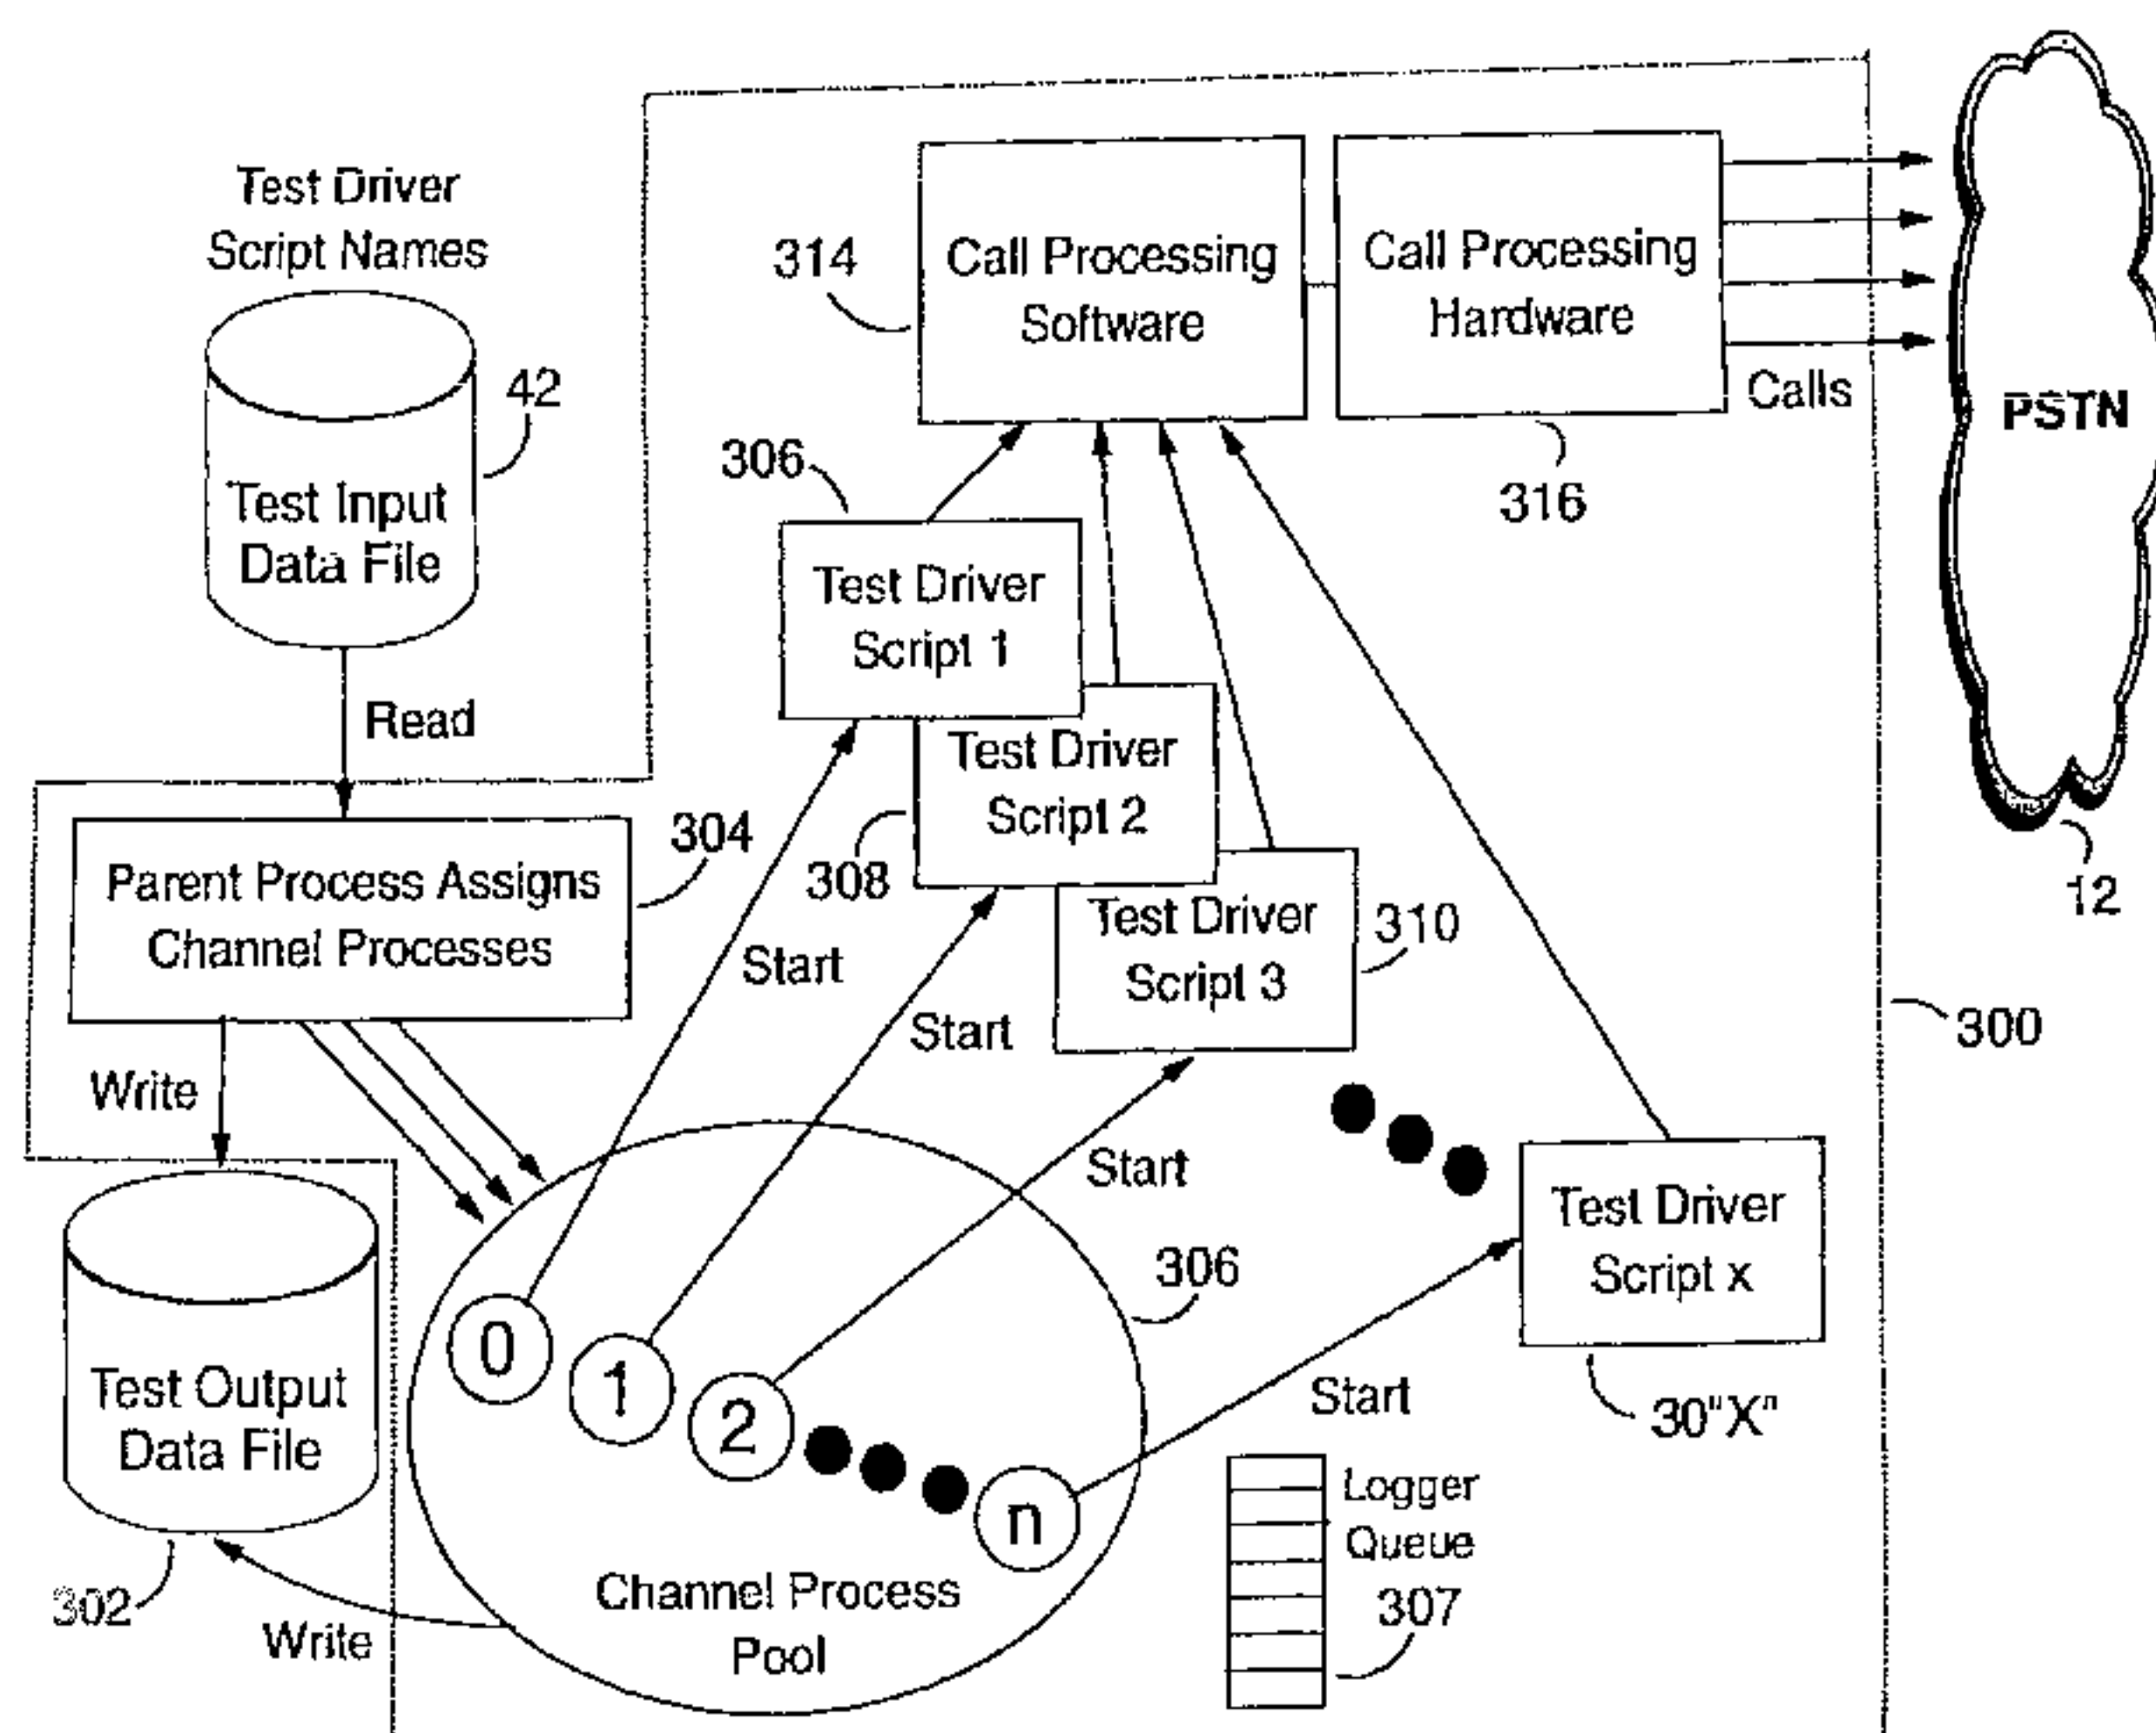 Test Driver
Script Names
42
Test Input
Data File
Read
314
Call Processing
Software
Call Processing
Hardware
316
Calls
PSTN
12
306
Test Driver
Script 1
Test Driver
Script 2
308
Test Driver
Script 3
310
304
Parent Process Assigns
Channel Processes
Start
Start
Start
Start
300
Write
Test Output
Data File
302
Write
0
1
2
n
306
Channel Process
Pool
Test Driver
Script x
30"X"
Logger
Queue
307